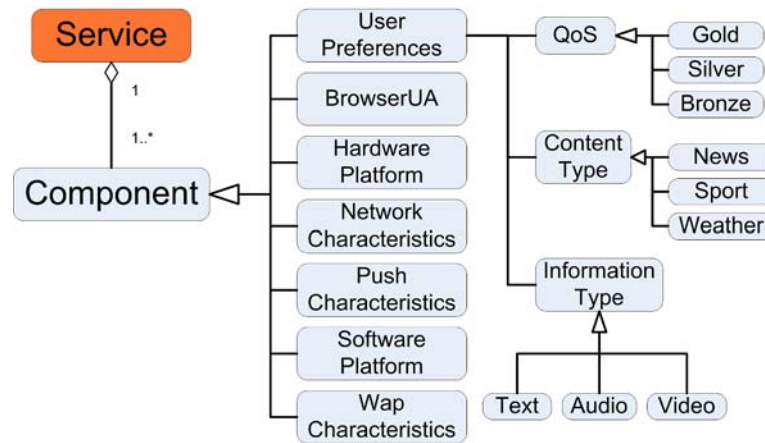 Service
1
1..*
Component
User
Preferences
BrowserUA
Hardware
Platform
Network
Characteristics
Push
Characteristics
Software
Platform
Wap
Characteristics
QoS
Gold
Silver
Bronze
Content
Type
News
Sport
Weather
Information
Type
Text
Audio
Video